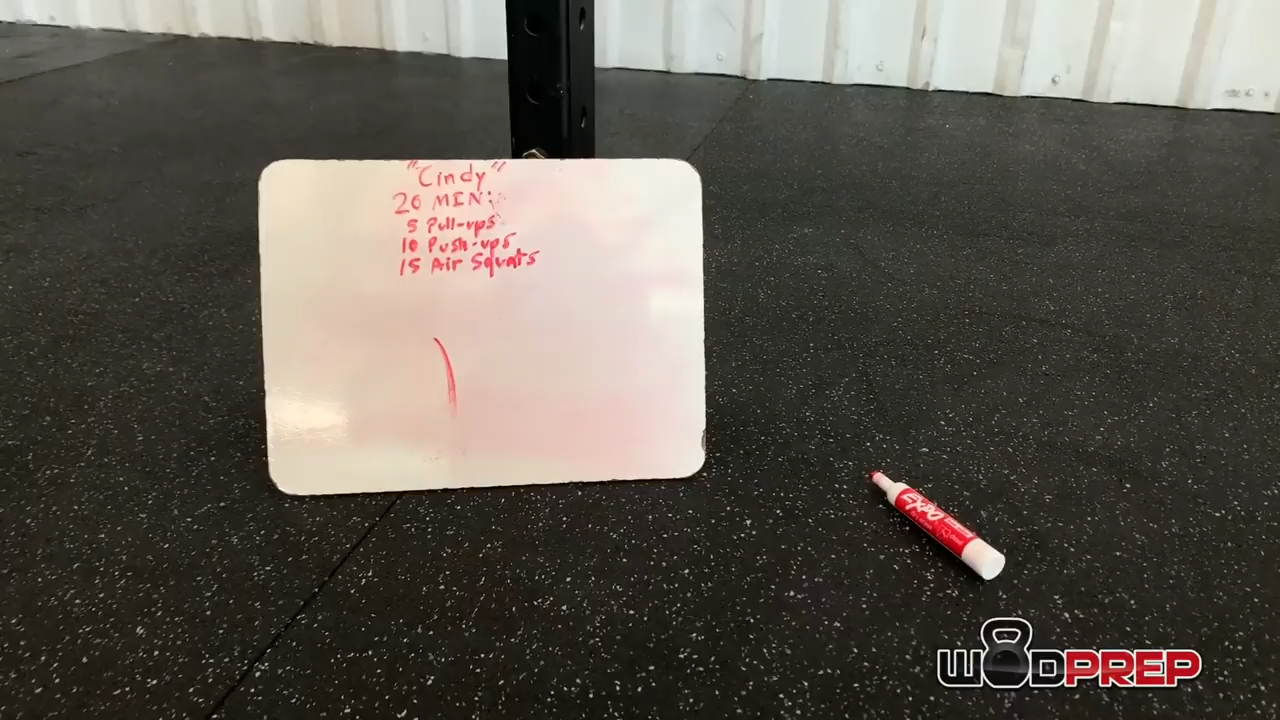 "Cindy"
20 MIN:
5 Pull-ups
10 Push-ups
15 Air Squats
EXPO
WODPREP